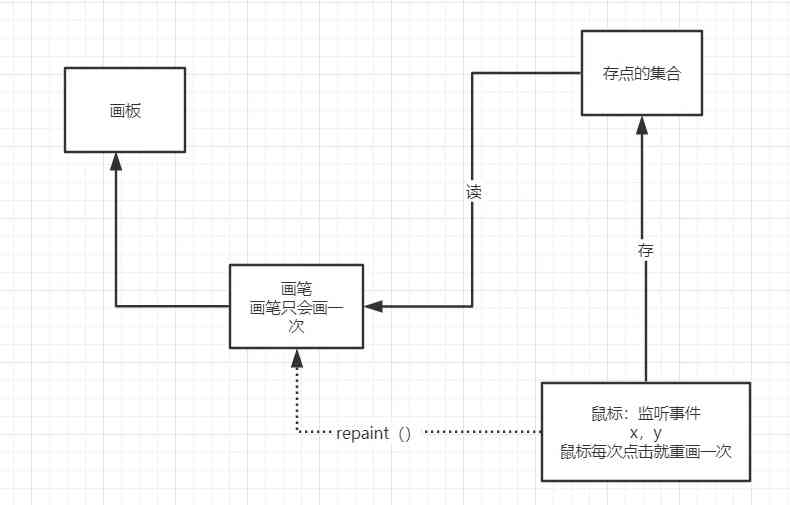 存点的集合
画板
读
存
画笔
画笔只会画一
次
鼠标：监听事件
x，y
鼠标每次点击就重画一次
repaint（）